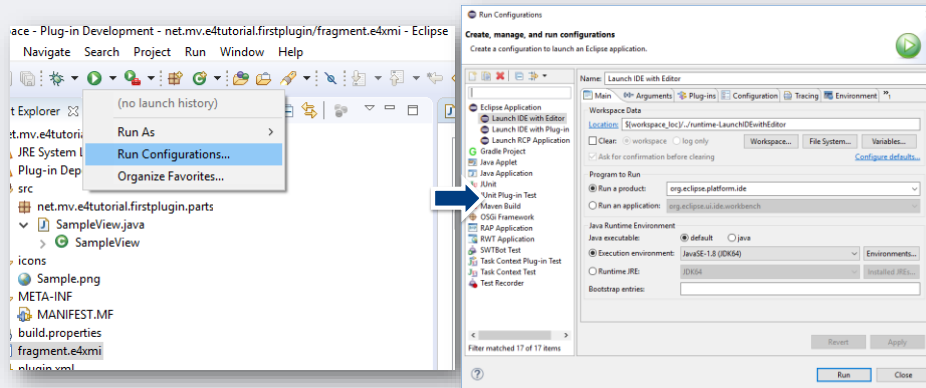 ace - Plug-in Development - net.mv.e4tutorial.firstplugin/fragment.e4xmi - Eclipse
Navigate Search Project Run Window Help
t Explorer
(no launch history)
Run As
Run Configurations...
Organize Favorites...
et.mv.e4tutoria
JRE System L
Plug-in Dep
src
net.mv.e4tutorial.firstplugin.parts
SampleView.java
SampleView
icons
Sample.png
META-INF
MANIFEST.MF
build.properties
fragment.e4xmi
plugin.xml
Run Configurations
Create, manage, and run configurations
Create a configuration to launch an Eclipse application.
Eclipse Application
Launch IDE with Editor
Launch IDE with Plug-in
Launch RCP Application
Gradle Project
Java Applet
Java Application
JUnit
JUnit Plug-in Test
Maven Build
OSGi Framework
RAP Application
RWT Application
SWTBot Test
Task Context Plug-in Test
Task Context Test
Test Recorder
Filter matched 17 of 17 items
Name: Launch IDE with Editor
Main Arguments Plug-ins Configuration Tracing Environment »1
Workspace Data
Location: ${workspace_loc}/../runtime-LaunchIDEwithEditor
Clear: workspace log only Workspace... File System... Variables...
Ask for confirmation before clearing Configure defaults...
Program to Run
Run a product: org.eclipse.platform.ide
Run an application: org.eclipse.ui.ide.workbench
Java Runtime Environment
Java executable: default java
Execution environment: JavaSE-1.8 (JDK64) Environments...
Runtime JRE: JDK64 Installed JREs...
Bootstrap entries:
Revert Apply
Run Close